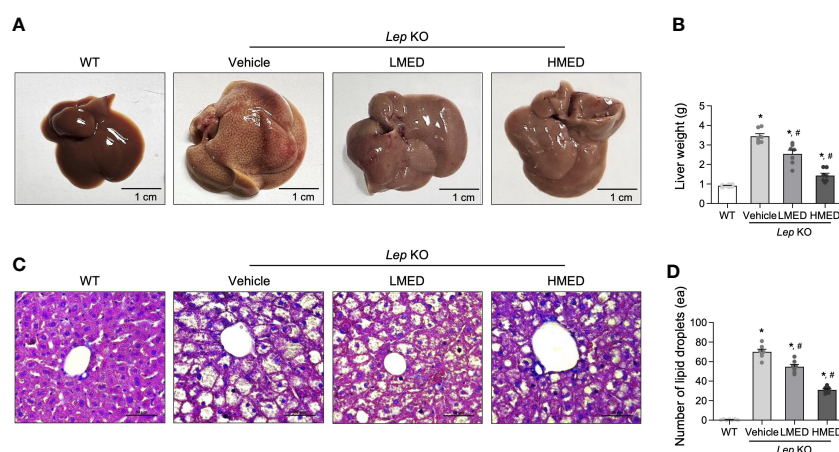 A
Lep KO
WT
Vehicle
LMED
HMED
1 cm
1 cm
1 cm
1 cm
B
Liver weight (g)
5
4
3
2
1
0
*
*, #
*, #
WT
Vehicle
LMED
HMED
Lep KO
C
Lep KO
WT
Vehicle
LMED
HMED
D
Number of lipid droplets (ea)
100
80
60
40
20
0
*
*, #
*, #
WT
Vehicle
LMED
HMED
Lep KO